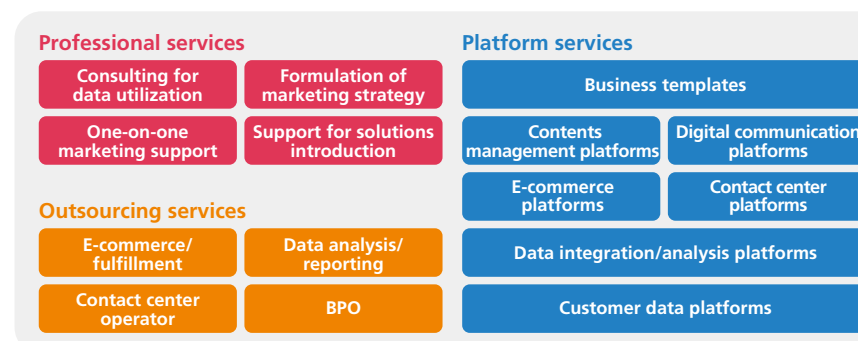 Professional services
Consulting for
data utilization
Formulation of
marketing strategy
One-on-one
marketing support
Support for solutions
introduction
Outsourcing services
E-commerce/
fulfillment
Data analysis/
reporting
Contact center
operator
BPO
Platform services
Business templates
Contents
management platforms
Digital communication
platforms
E-commerce
platforms
Contact center
platforms
Data integration/analysis platforms
Customer data platforms